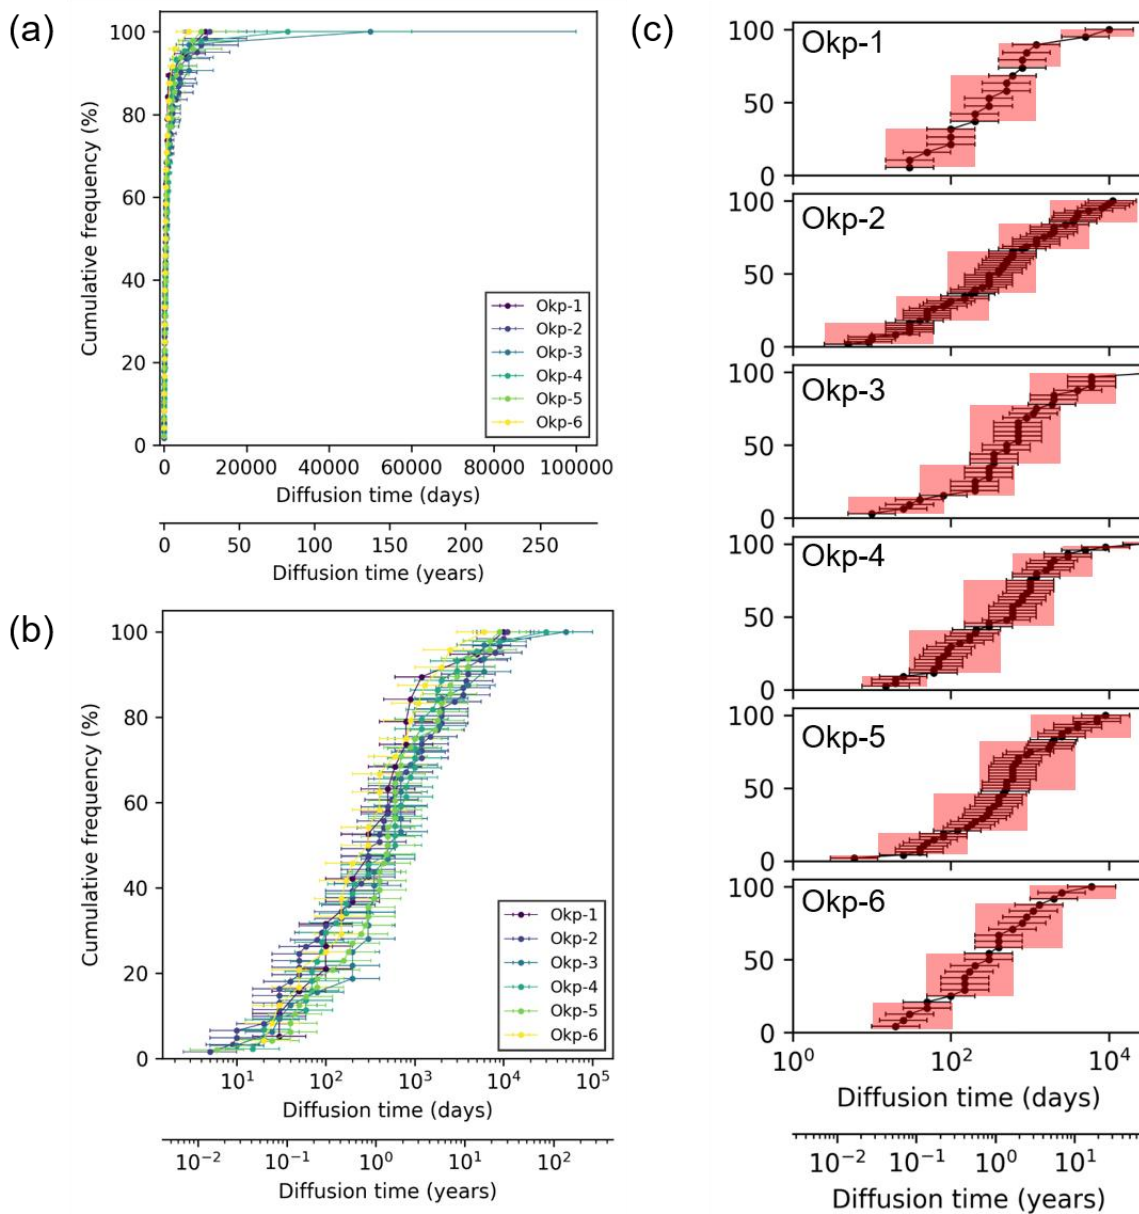 (a)
100
80
60
40
20
0
Cumulative frequency (%)
Okp-1
Okp-2
Okp-3
Okp-4
Okp-5
Okp-6
0 20000 40000 60000 80000 100000
Diffusion time (days)
0 50 100 150 200 250
Diffusion time (years)
(b)
100
80
60
40
20
0
Cumulative frequency (%)
Okp-1
Okp-2
Okp-3
Okp-4
Okp-5
Okp-6
10¹ 10² 10³ 10⁴ 10⁵
Diffusion time (days)
10⁻² 10⁻¹ 10⁰ 10¹ 10²
Diffusion time (years)
(c)
Okp-1
100
50
0
Okp-2
100
50
0
Okp-3
100
50
0
Okp-4
100
50
0
Okp-5
100
50
0
Okp-6
100
50
0
10⁰ 10² 10⁴
Diffusion time (days)
10⁻² 10⁻¹ 10⁰ 10¹
Diffusion time (years)